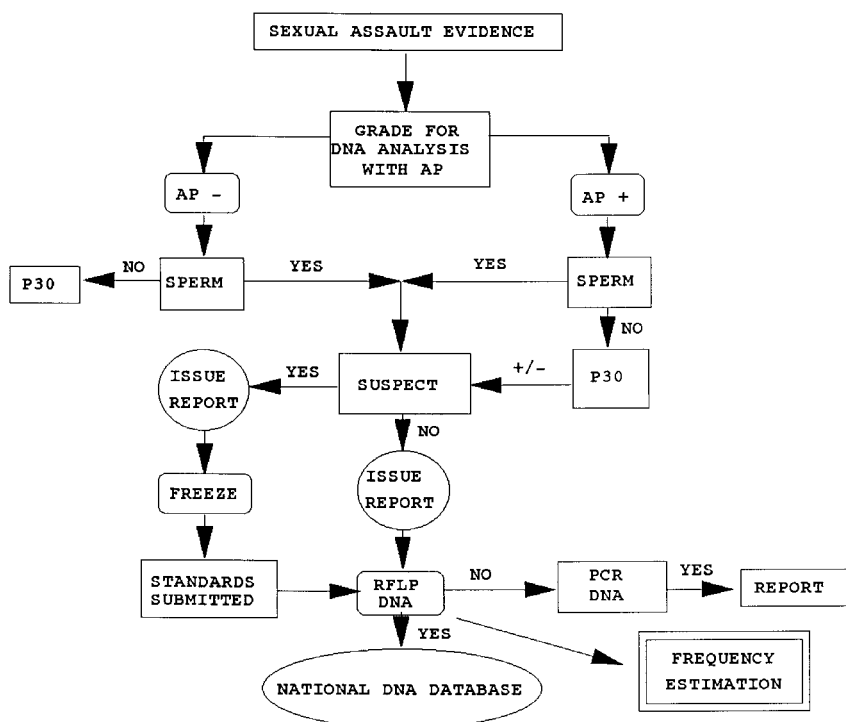 SEXUAL ASSAULT EVIDENCE
GRADE FOR
DNA ANALYSIS
WITH AP
AP -
AP +
P30
NO
SPERM
YES
YES
SPERM
NO
ISSUE
REPORT
YES
SUSPECT
+/-
P30
NO
FREEZE
ISSUE
REPORT
STANDARDS
SUBMITTED
RFLP
DNA
NO
PCR
DNA
YES
REPORT
YES
NATIONAL DNA DATABASE
FREQUENCY
ESTIMATION